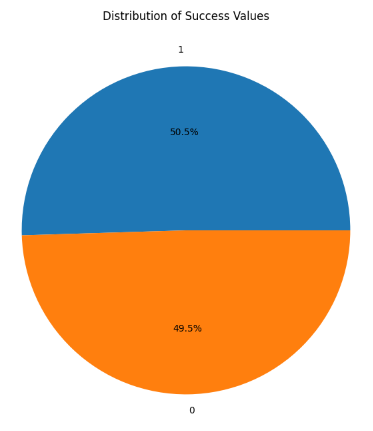 Distribution of Success Values
1
50.5%
49.5%
0